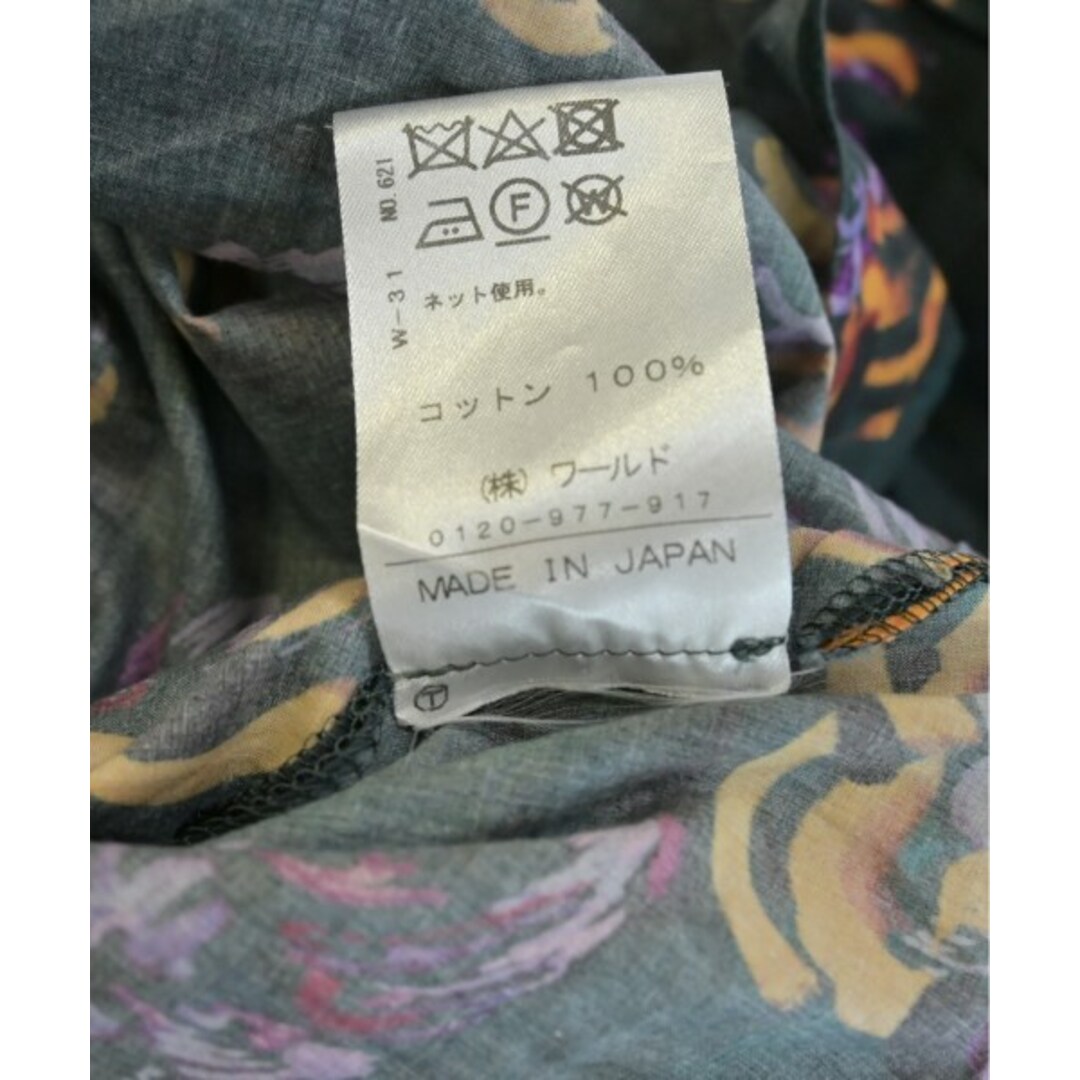 NO.621
W-31
F
W
ネット使用。
コットン 100%
(株) ワールド
0120-977-917
MADE IN JAPAN
T